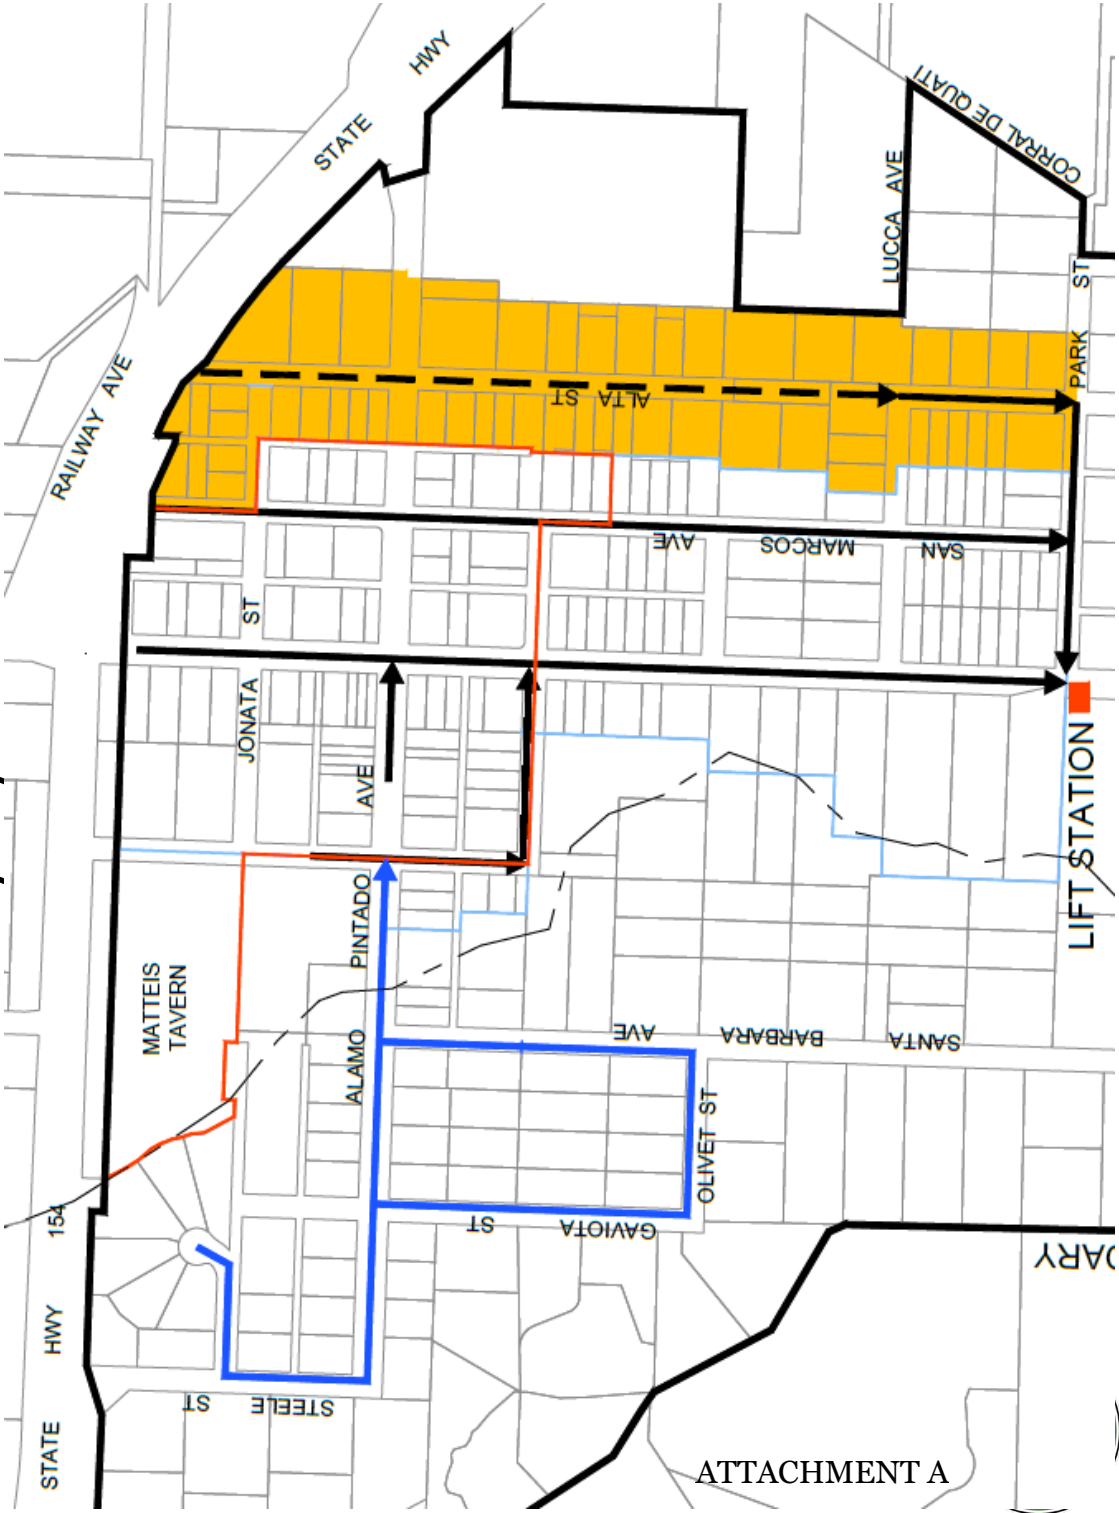 HWY
STATE
CORRAL DE QUATI
LUCCA AVE
PARK ST
RAILWAY AVE
ALTA ST
SAN MARCOS AVE
ST
JONATA
AVE
PINTADO
ALAMO
LIFT STATION
MATTEIS
TAVERN
SANTA BARBARA AVE
OLIVET ST
GAVIOTA ST
154
HWY
STATE
STEELE ST
DARY
ATTACHMENT A